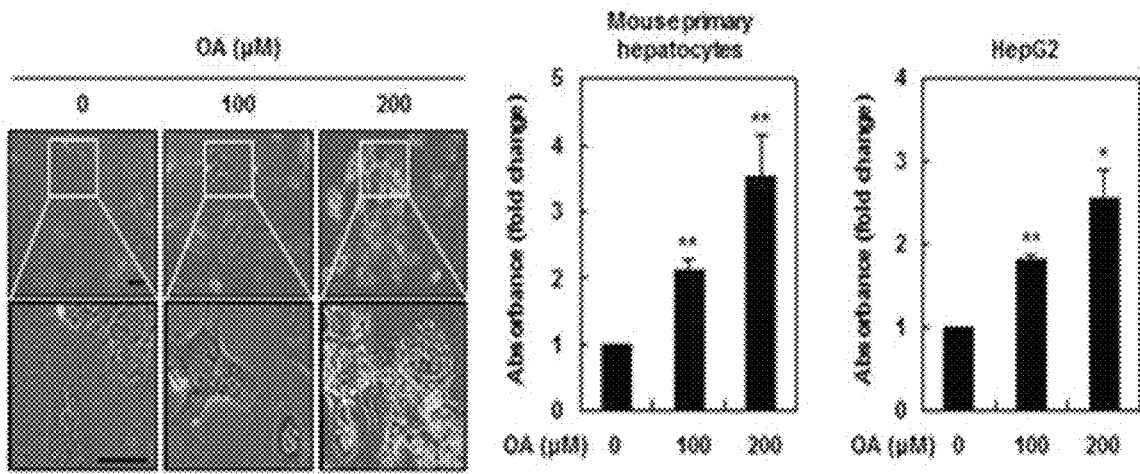 OA (µM)
0 100 200
Mouse primary
hepatocytes
Absorbance (fold change)
5
4
3
2
1
0
**
**
OA (µM) 0 100 200
HepG2
Absorbance (fold change)
4
3
2
1
0
**
*
OA (µM) 0 100 200